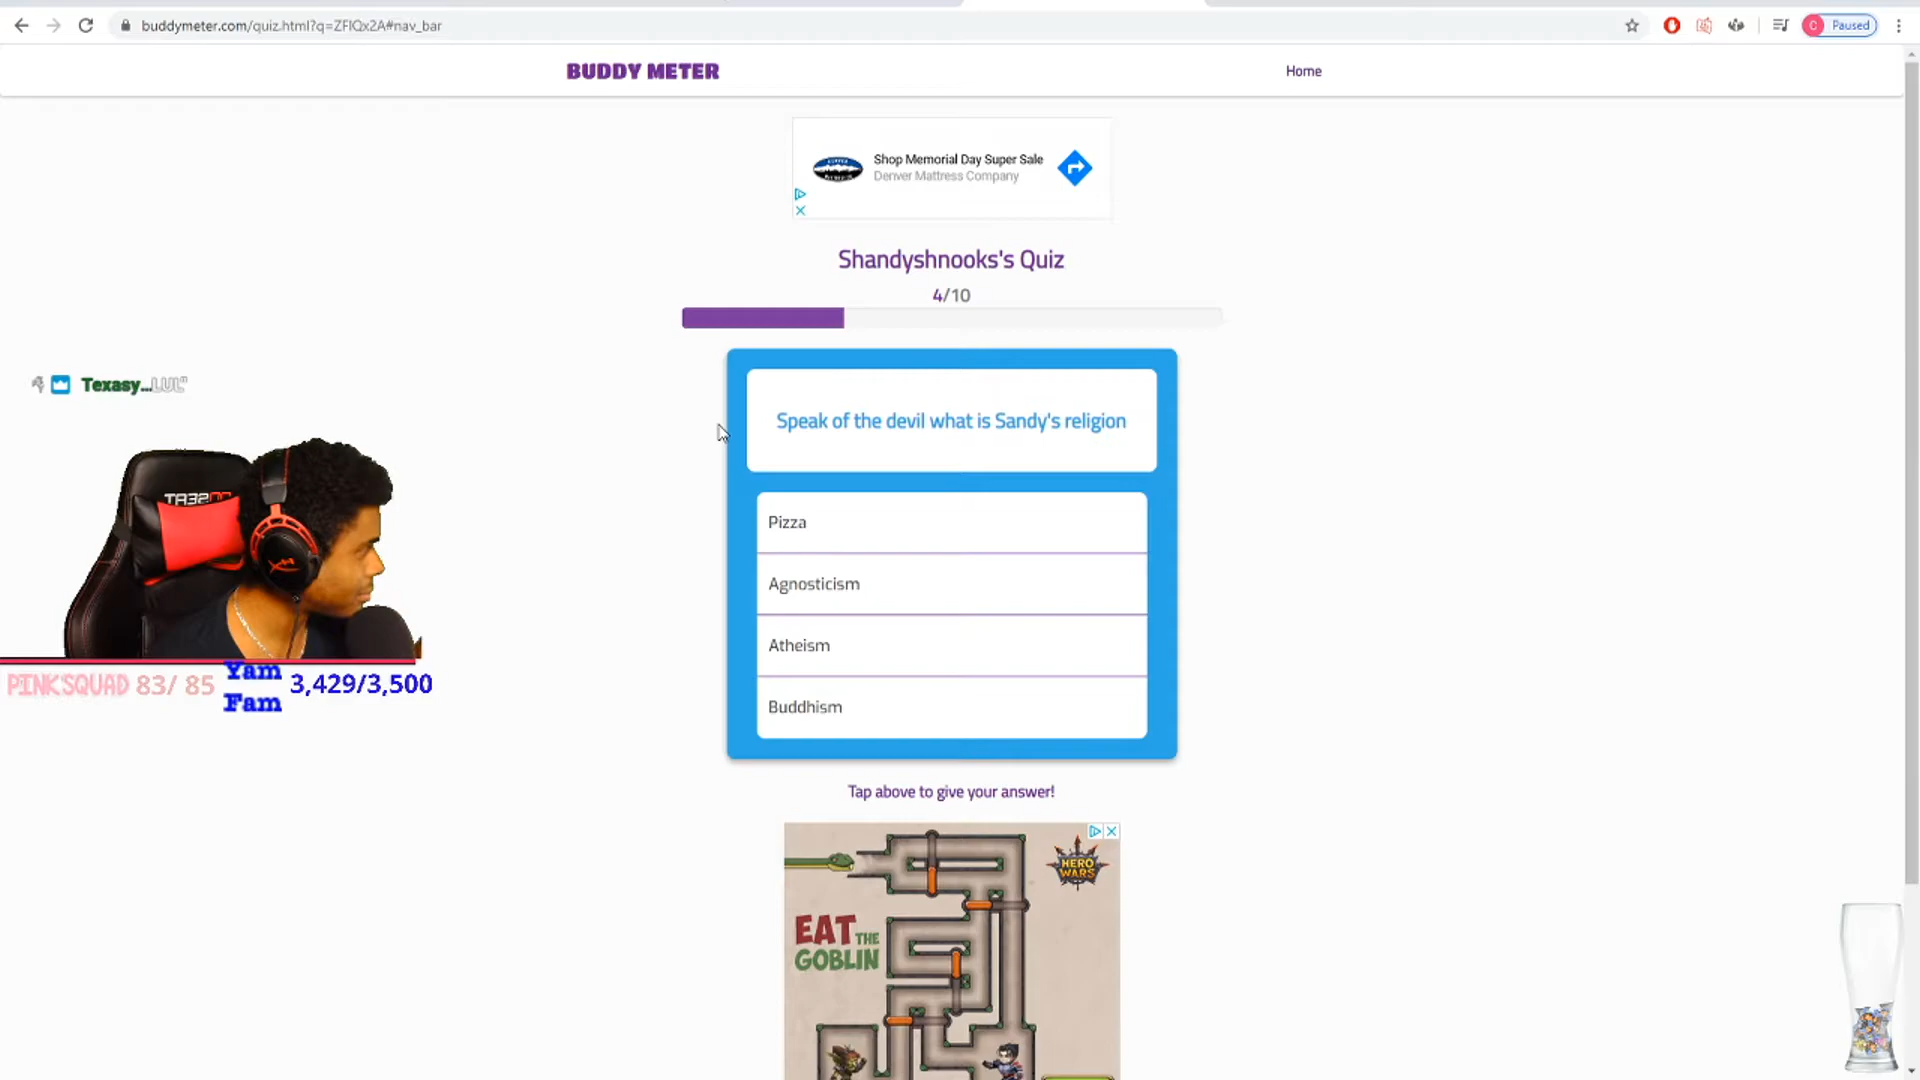 buddymeter.com/quiz.html?q=ZFlQx2A#nav_bar
C Paused
BUDDY METER
Home
Shop Memorial Day Super Sale
Denver Mattress Company
Shandyshnooks's Quiz
4/10
Texasy...LUL"
Speak of the devil what is Sandy's religion
Pizza
Agnosticism
Atheism
Buddhism
PINKSQUAD 83/ 85
Yam
Fam
3,429/3,500
Tap above to give your answer!
HERO
WARS
EAT THE
GOBLIN